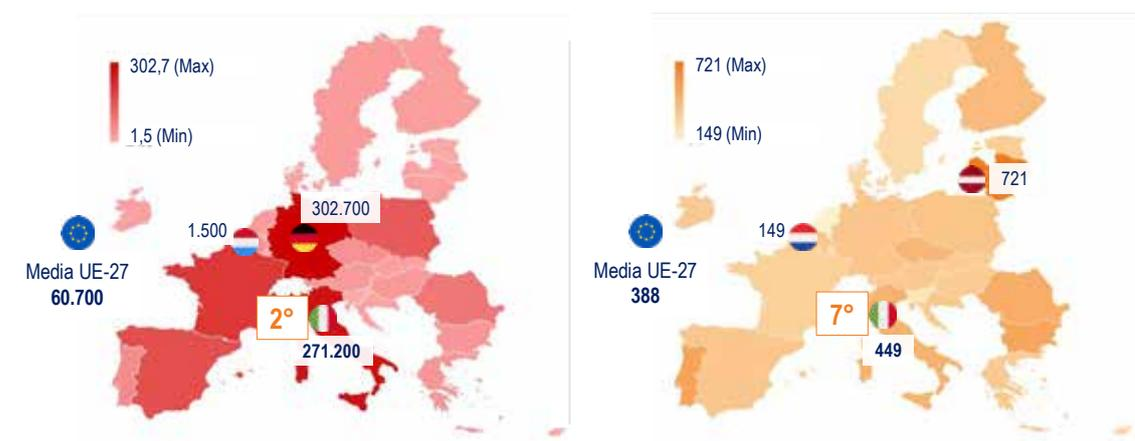 302,7 (Max)
1,5 (Min)
302.700
1.500
Media UE-27
60.700
2°
271.200
721 (Max)
149 (Min)
721
149
Media UE-27
388
7°
449